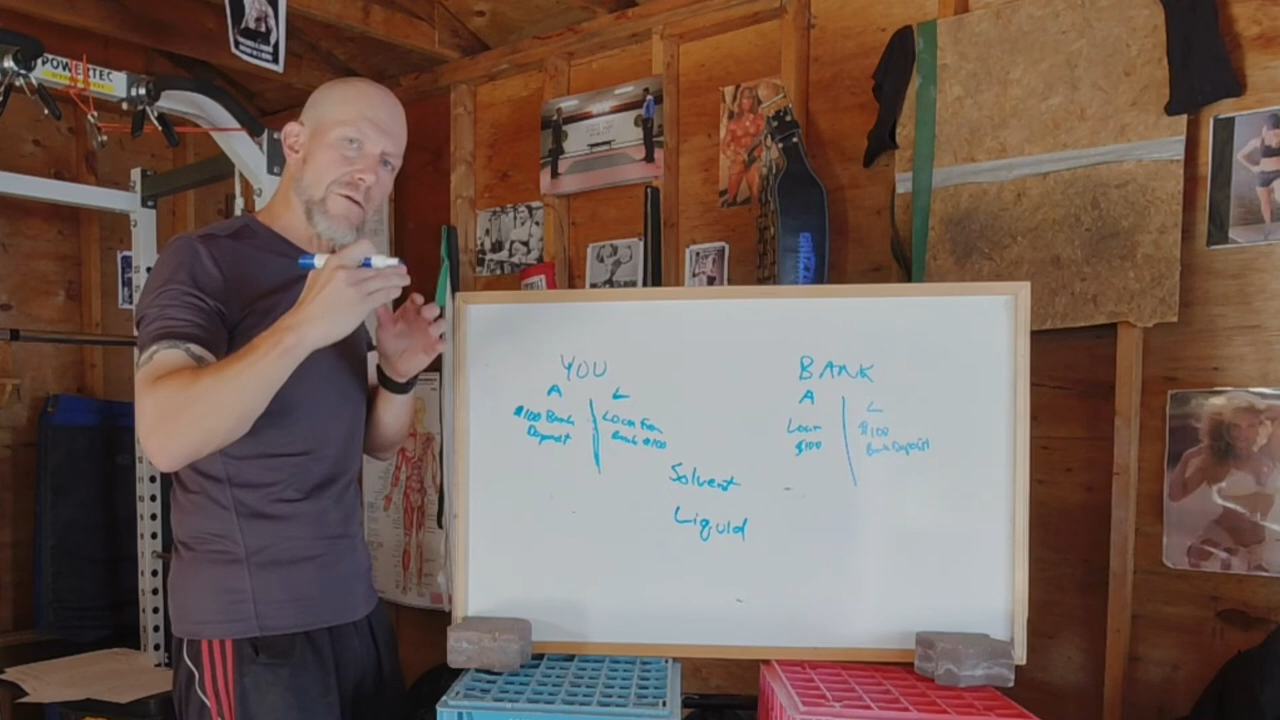 POWERTEC
YOU
A L
$100 Bank
Deposit
Loan From
Bank $100
BANK
A L
Loan
$100
$100
Bank Deposit
Solvent
Liquid